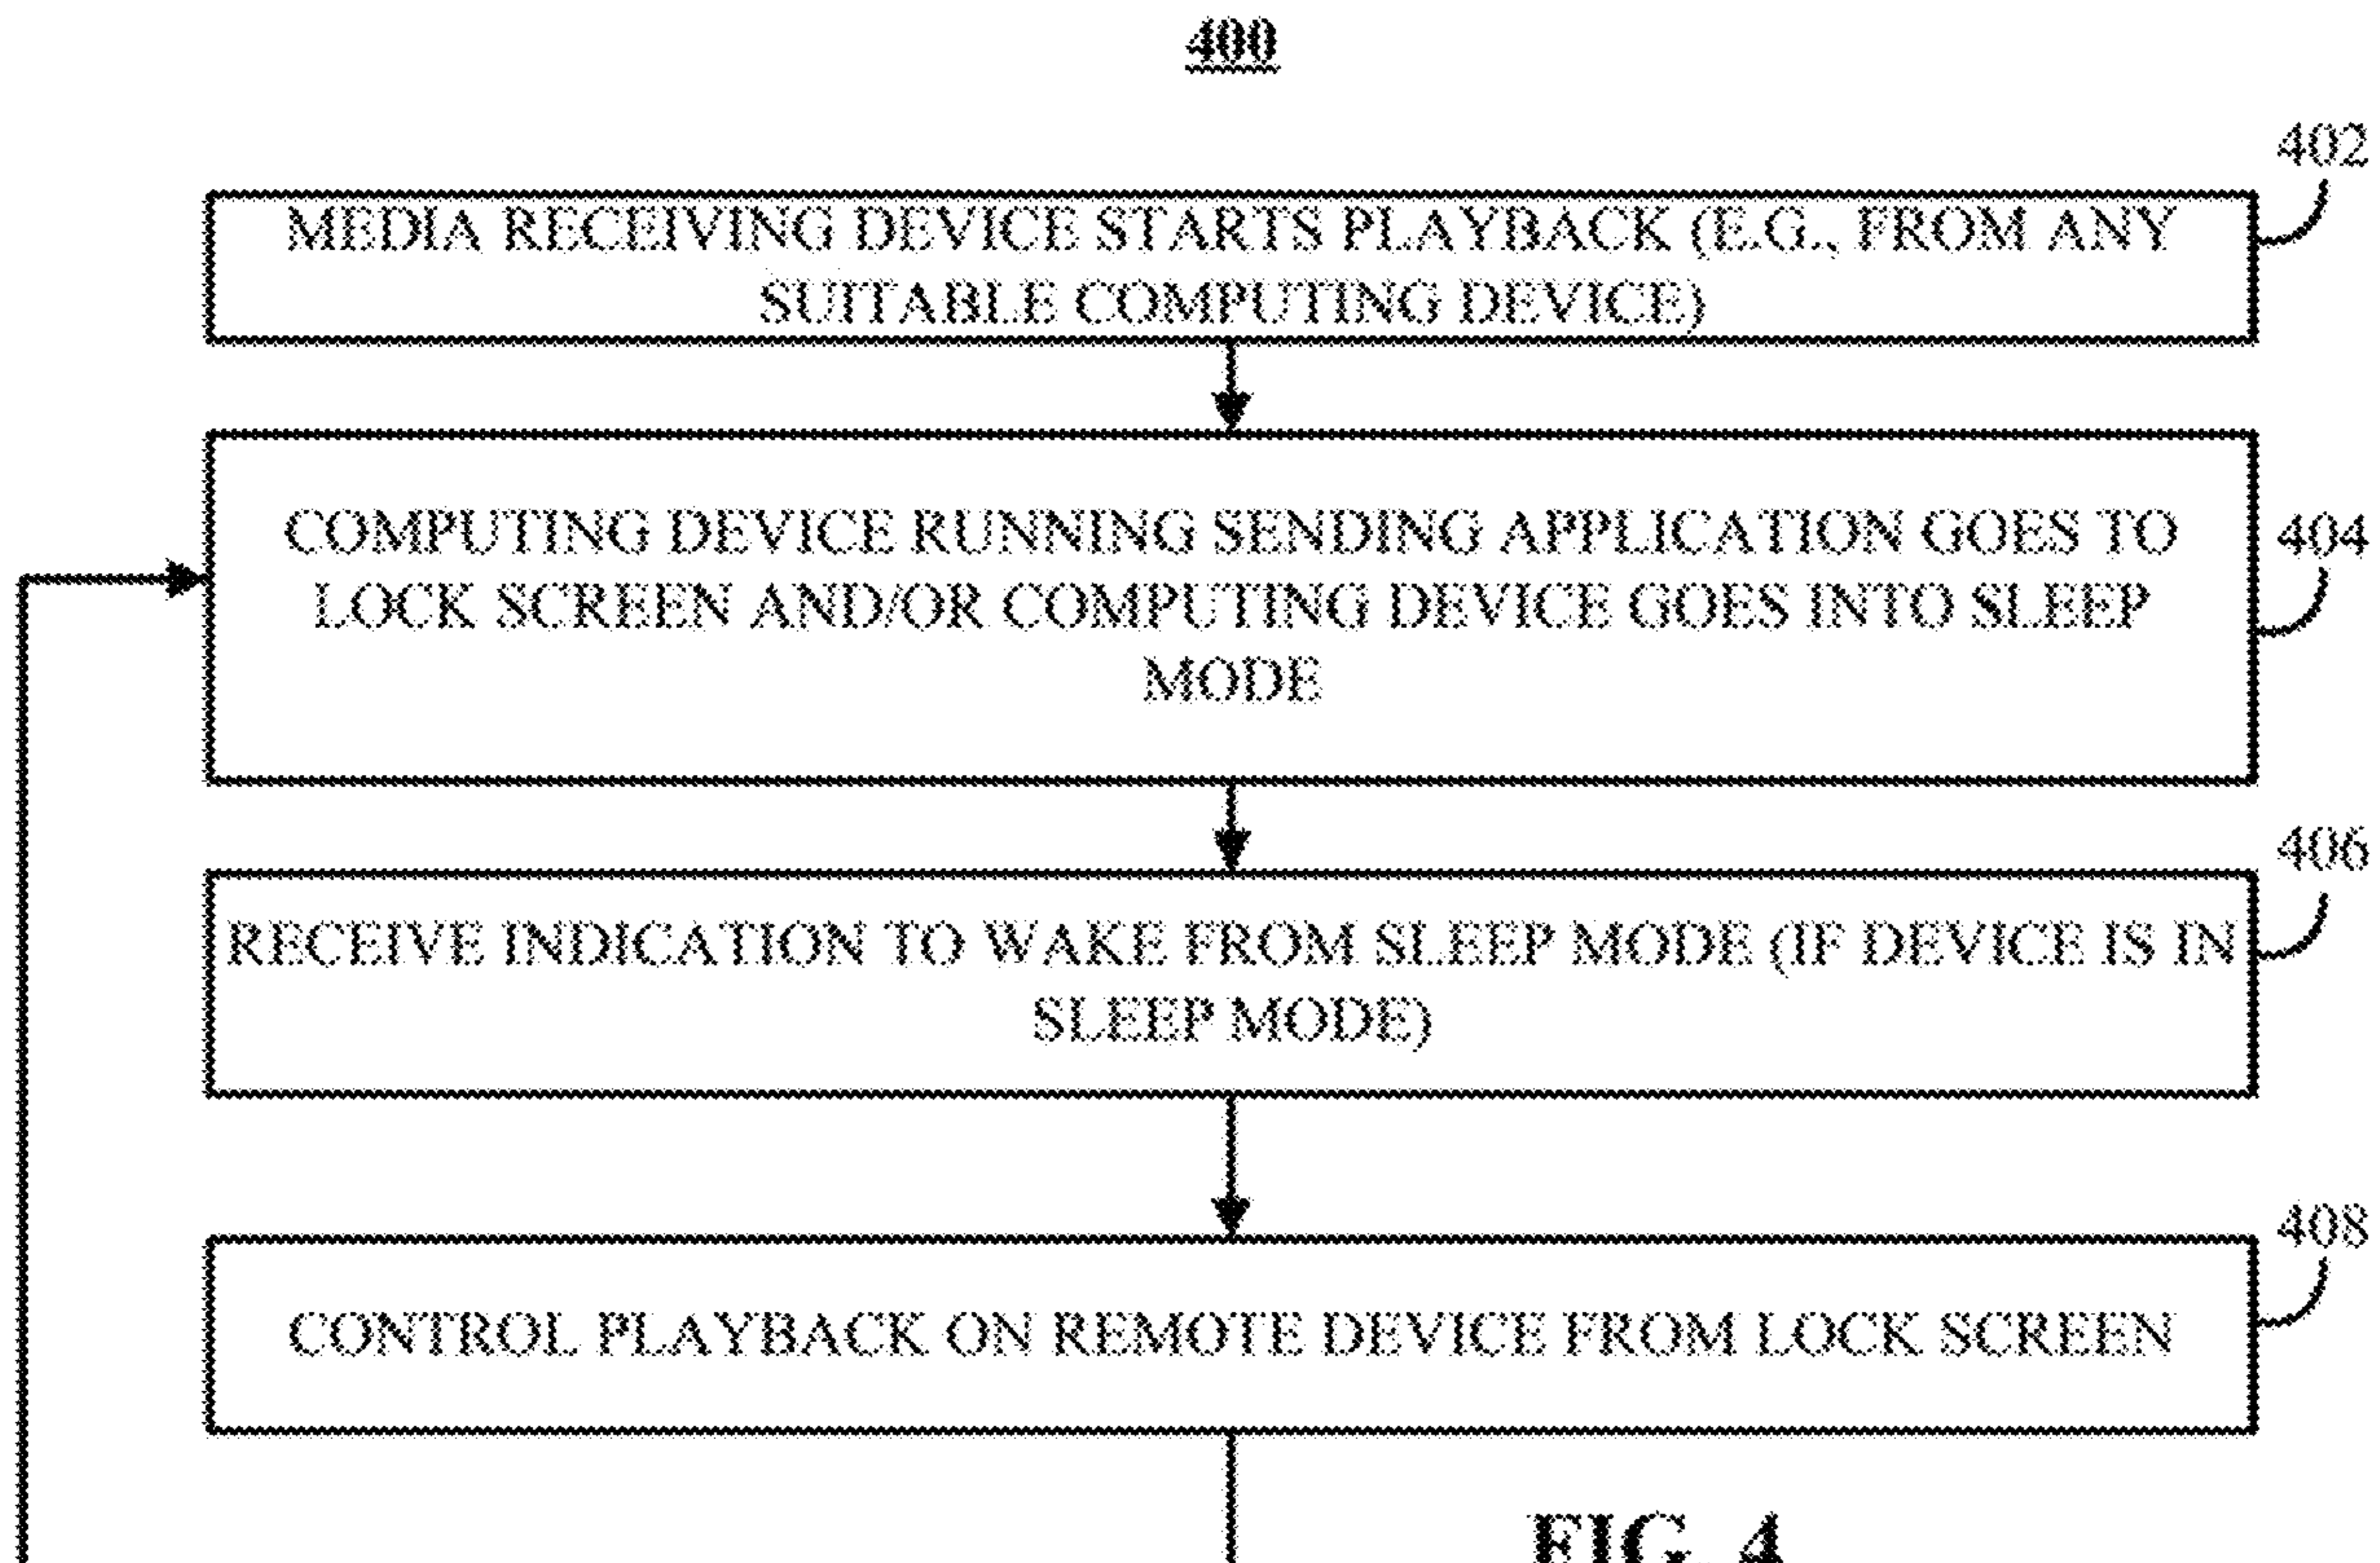 400
402
MEDIA RECEIVING DEVICE STARTS PLAYBACK (E.G., FROM ANY
SUITABLE COMPUTING DEVICE)
404
COMPUTING DEVICE RUNNING SENDING APPLICATION GOES TO
LOCK SCREEN AND/OR COMPUTING DEVICE GOES INTO SLEEP
MODE
406
RECEIVE INDICATION TO WAKE FROM SLEEP MODE (IF DEVICE IS IN
SLEEP MODE)
408
CONTROL PLAYBACK ON REMOTE DEVICE FROM LOCK SCREEN
FIG. 4